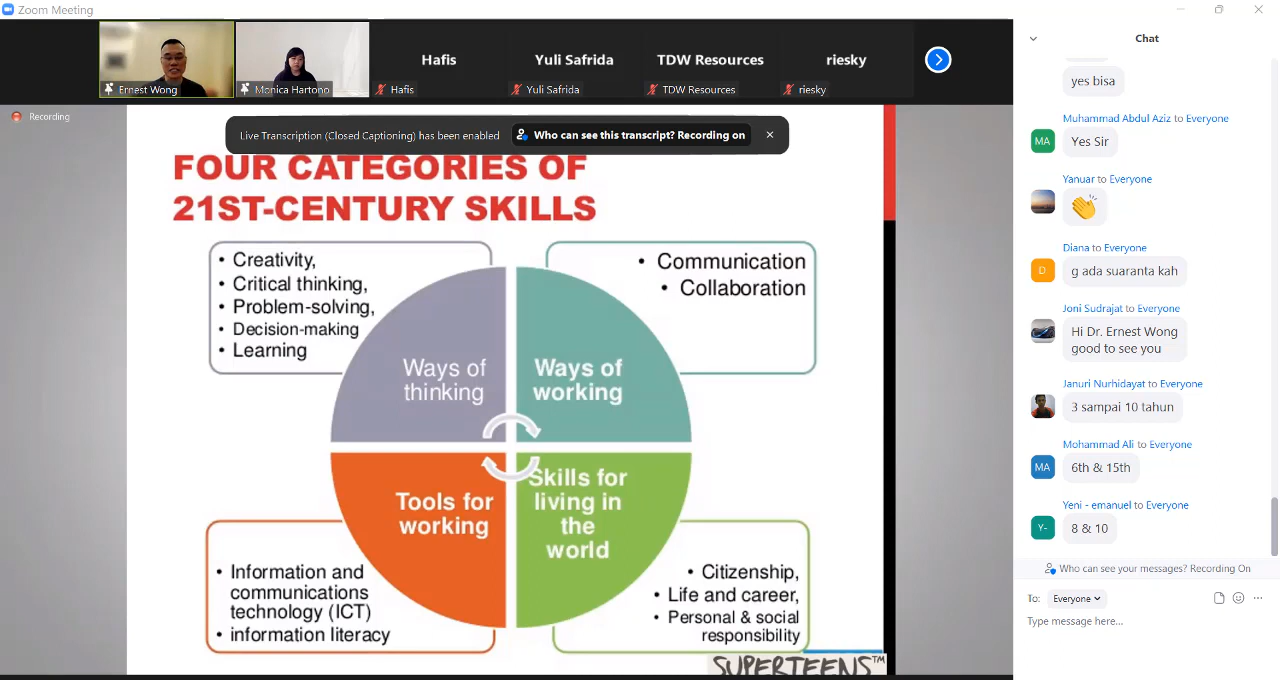 Zoom Meeting
Hafis
Yuli Safrida
TDW Resources
riesky
Ernest Wong
Monica Hartono
Hafis
Yuli Safrida
TDW Resources
riesky
Recording
Live Transcription (Closed Captioning) has been enabled
Who can see this transcript? Recording on
FOUR CATEGORIES OF
21ST-CENTURY SKILLS
• Creativity,
• Critical thinking,
• Problem-solving,
• Decision-making
• Learning
• Communication
• Collaboration
Ways of
thinking
Ways of
working
Tools for
working
Skills for
living in
the
world
• Information and
communications
technology (ICT)
• information literacy
• Citizenship,
• Life and career,
• Personal & social
responsibility
SUPERTEENS™
Chat
yes bisa
Muhammad Abdul Aziz to Everyone
MA
Yes Sir
Yanuar to Everyone
Diana to Everyone
D
g ada suaranta kah
Joni Sudrajat to Everyone
Hi Dr. Ernest Wong
good to see you
Januri Nurhidayat to Everyone
3 sampai 10 tahun
Mohammad Ali to Everyone
MA
6th & 15th
Yeni - emanuel to Everyone
Y-
8 & 10
Who can see your messages? Recording On
To: Everyone
Type message here...